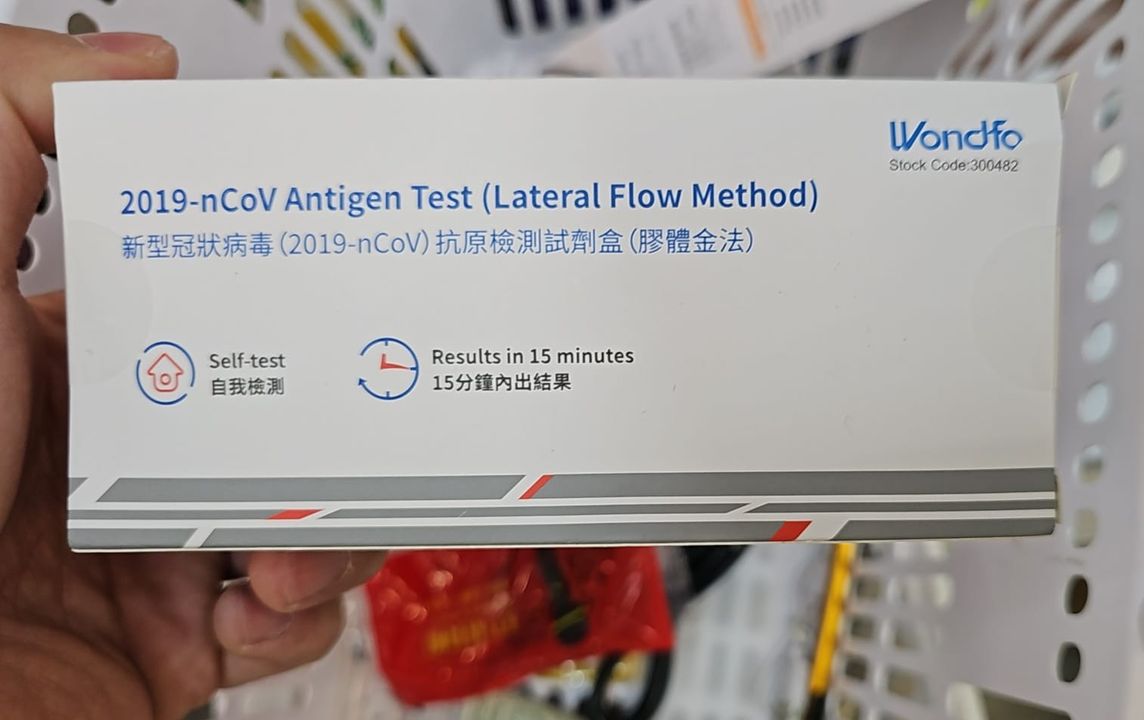 Wondfo
Stock Code:300482
2019-nCoV Antigen Test (Lateral Flow Method)
新型冠狀病毒（2019-nCoV）抗原檢測試劑盒（膠體金法）
Self-test
自我檢測
Results in 15 minutes
15分鐘內出結果